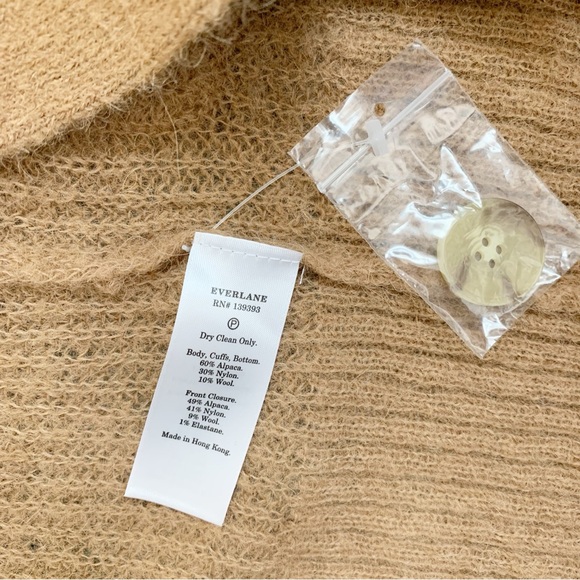 EVERLANE
RN# 139393
P
Dry Clean Only.
Body, Cuffs, Bottom.
60% Alpaca.
30% Nylon.
10% Wool.
Front Closure.
49% Alpaca.
41% Nylon.
9% Wool.
1% Elastane.
Made in Hong Kong.